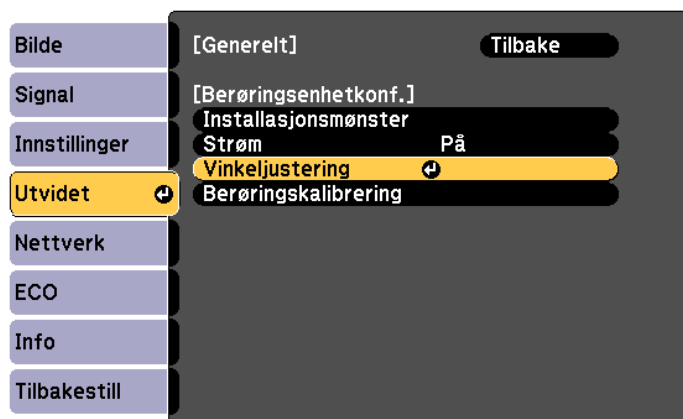 Bilde
Signal
Innstillinger
Utvidet
Nettverk
ECO
Info
Tilbakestill
[Generelt] Tilbake
[Berøringsenhetkonf.]
Installasjonsmønster
Strøm På
Vinkeljustering
Berøringskalibrering